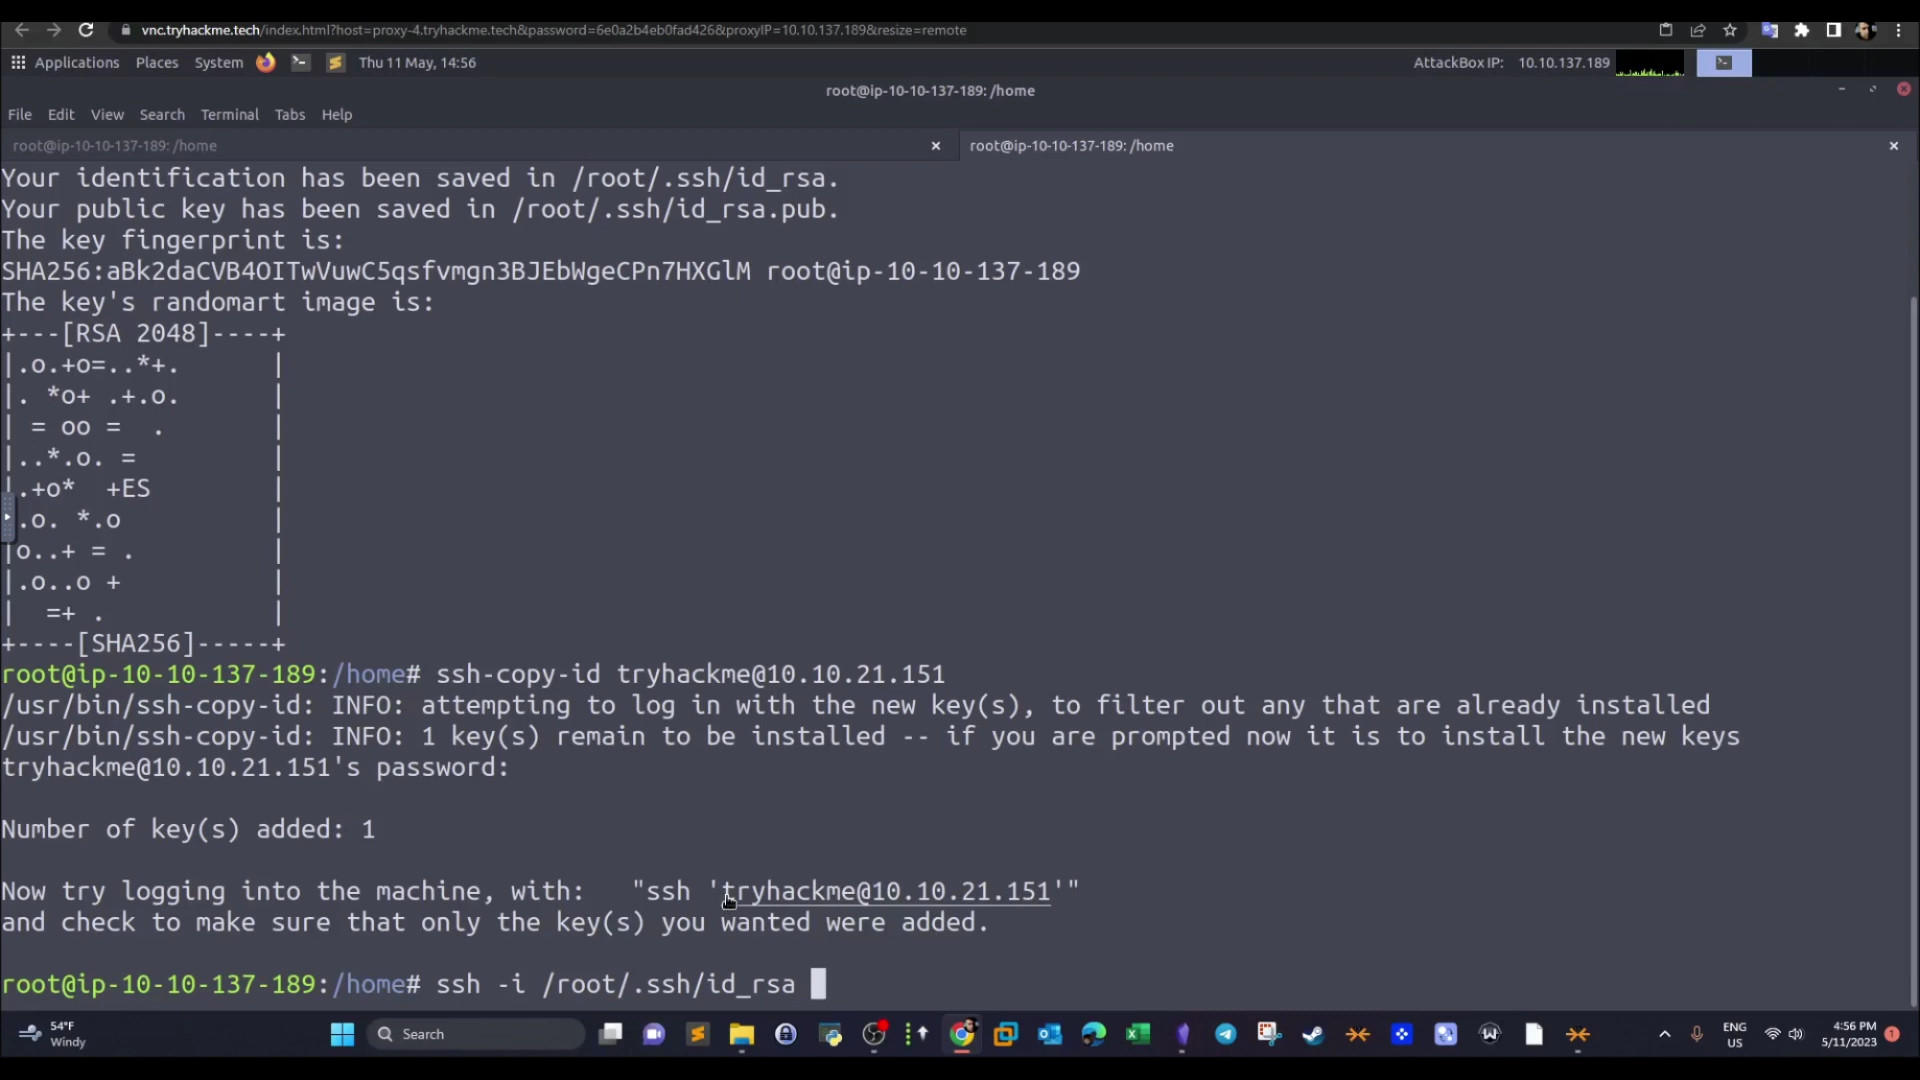 vnc.tryhackme.tech/index.html?host=proxy-4.tryhackme.tech&password=6e0a2b4eb0fad426&proxyIP=10.10.137.189&resize=remote
Applications Places System Thu 11 May, 14:56 AttackBox IP: 10.10.137.189
root@ip-10-10-137-189: /home
File Edit View Search Terminal Tabs Help
root@ip-10-10-137-189: /home × root@ip-10-10-137-189: /home ×
Your identification has been saved in /root/.ssh/id_rsa.
Your public key has been saved in /root/.ssh/id_rsa.pub.
The key fingerprint is:
SHA256:aBk2daCVB4OITwVuwC5qsfvmgn3BJEbWgeCPn7HXGlM root@ip-10-10-137-189
The key's randomart image is:
+---[RSA 2048]----+
|.o.+o=..*+.      |
|. *o+ .+.o.      |
| = oo =  .       |
|..*.o. =         |
|.+o*  +ES        |
|.o. *.o          |
|o..+ = .         |
|.o..o +          |
|  =+ .           |
+----[SHA256]-----+
root@ip-10-10-137-189:/home# ssh-copy-id tryhackme@10.10.21.151
/usr/bin/ssh-copy-id: INFO: attempting to log in with the new key(s), to filter out any that are already installed
/usr/bin/ssh-copy-id: INFO: 1 key(s) remain to be installed -- if you are prompted now it is to install the new keys
tryhackme@10.10.21.151's password:
Number of key(s) added: 1
Now try logging into the machine, with:   "ssh 'tryhackme@10.10.21.151'"
and check to make sure that only the key(s) you wanted were added.
root@ip-10-10-137-189:/home# ssh -i /root/.ssh/id_rsa
54°F
Windy
Search
ENG
US
4:56 PM
5/11/2023
1